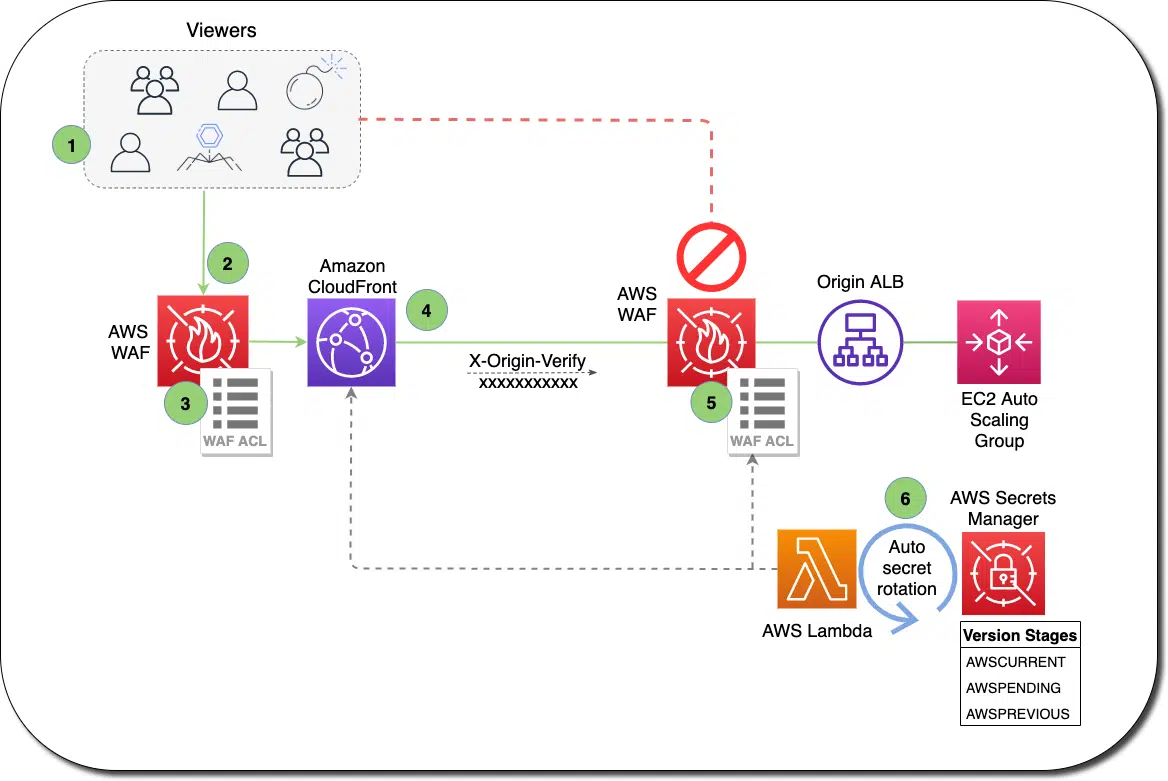 Viewers
1
2
Amazon
CloudFront
4
AWS
WAF
Origin ALB
AWS
WAF
X-Origin-Verify
xxxxxxxxxxx
3
WAF ACL
5
WAF ACL
EC2 Auto
Scaling
Group
6
AWS Secrets
Manager
Auto
secret
rotation
AWS Lambda
Version Stages
AWSCURRENT
AWSPENDING
AWSPREVIOUS